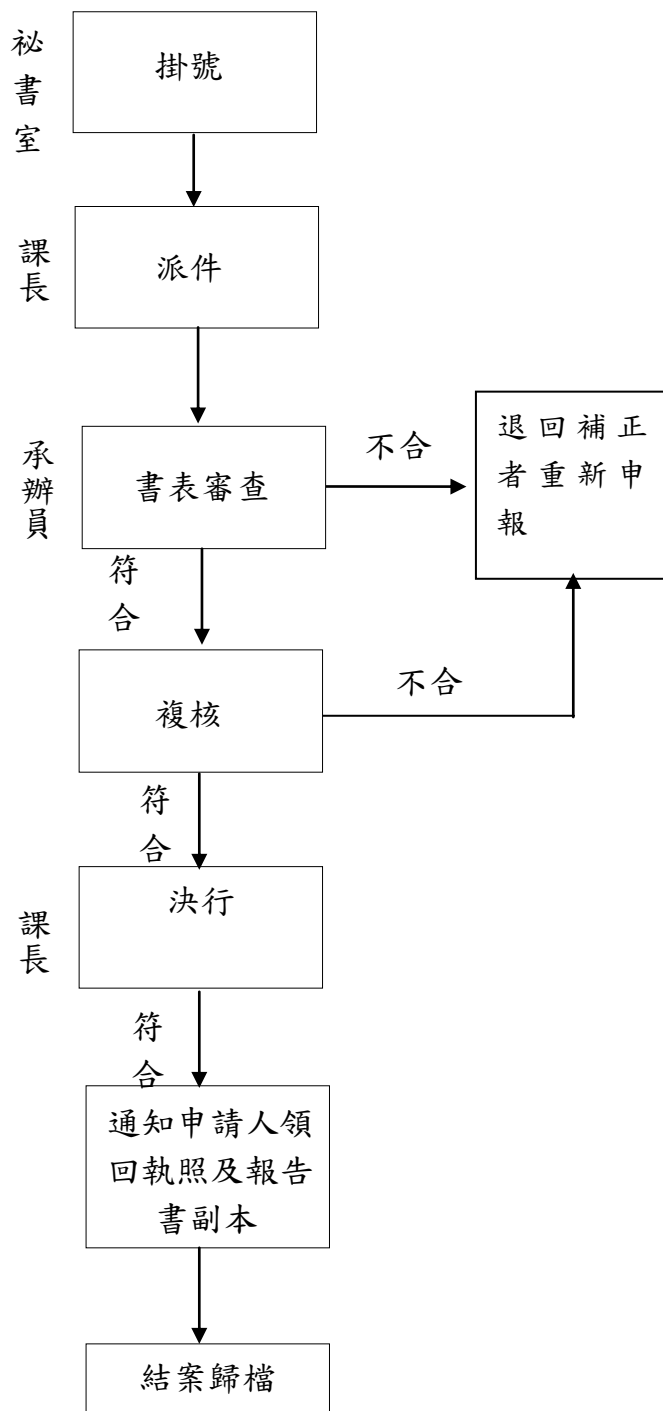 祕書室
掛號
課長
派件
承辦員
書表審查
不合
退回補正
者重新申
報
符合
複核
不合
符合
課長
決行
符合
通知申請人領
回執照及報告
書副本
結案歸檔